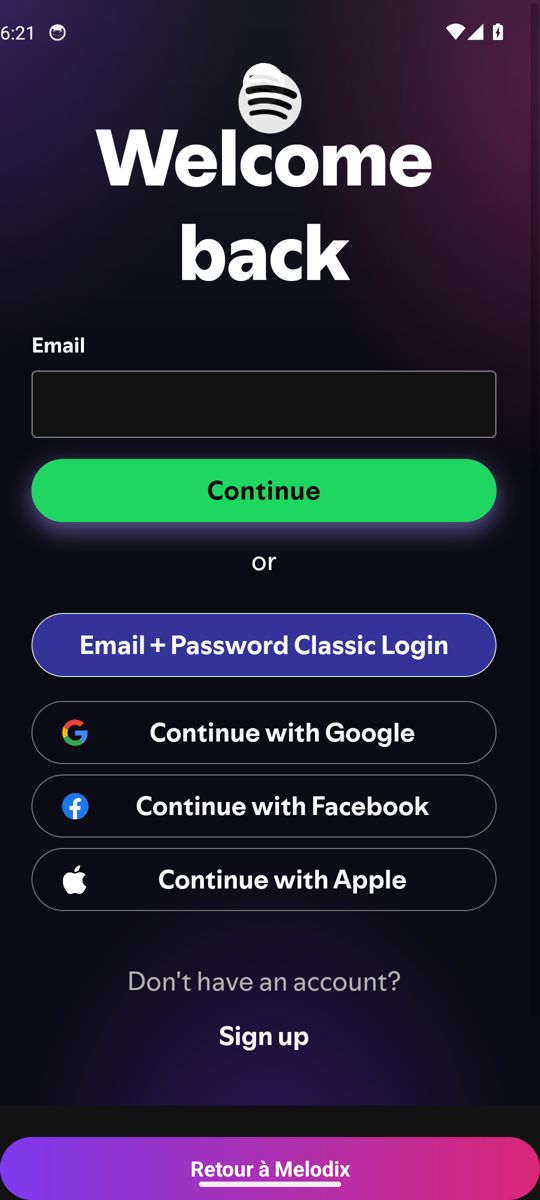 6:21
Welcome
back
Email
Continue
or
Email + Password Classic Login
Continue with Google
Continue with Facebook
Continue with Apple
Don't have an account?
Sign up
Retour à Melodix